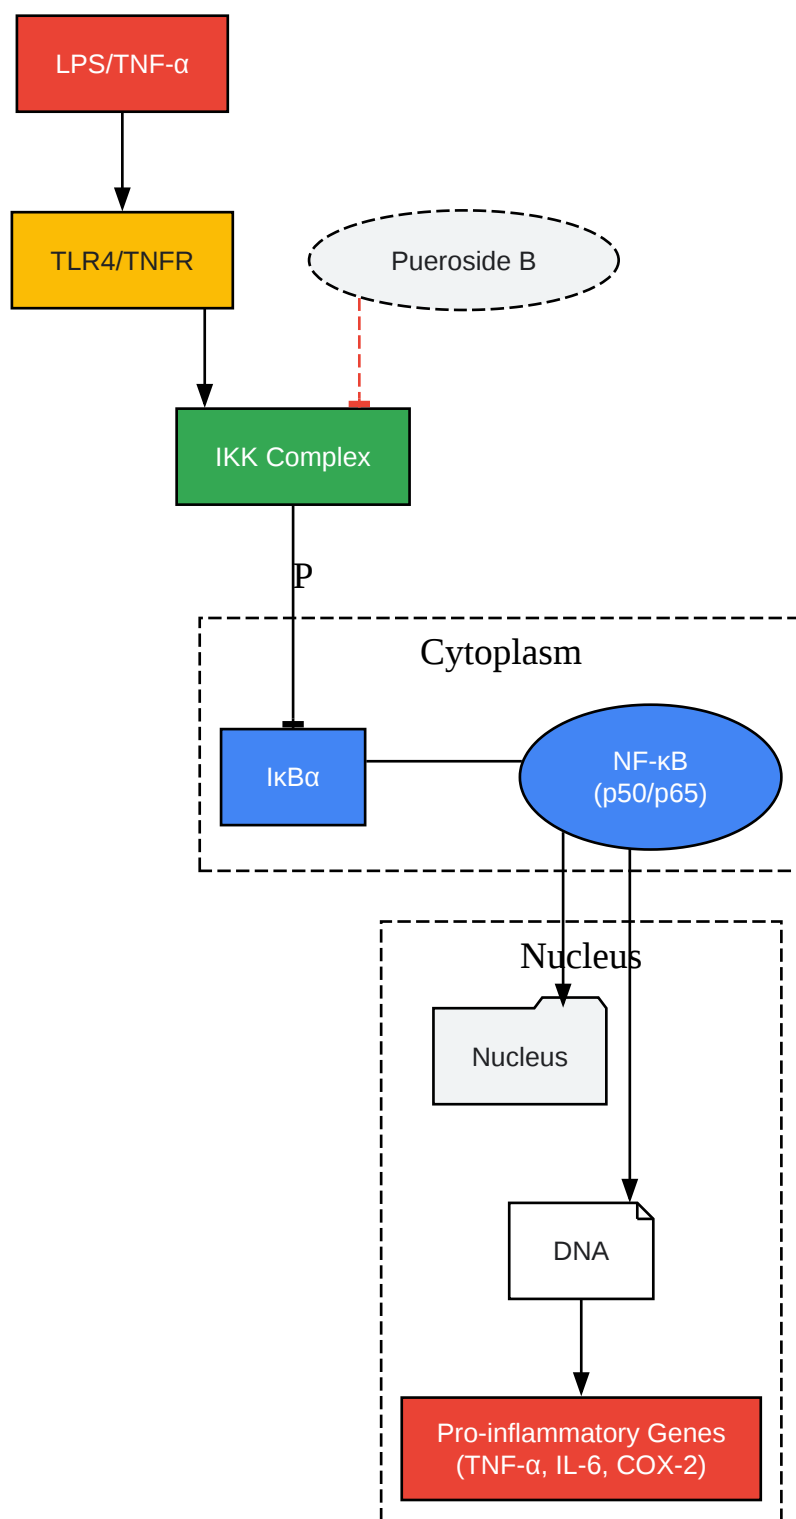 LPS/TNF-α
TLR4/TNFR
Pueroside B
IKK Complex
P
Cytoplasm
IκBα
NF-κB
(p50/p65)
Nucleus
Nucleus
DNA
Pro-inflammatory Genes
(TNF-α, IL-6, COX-2)